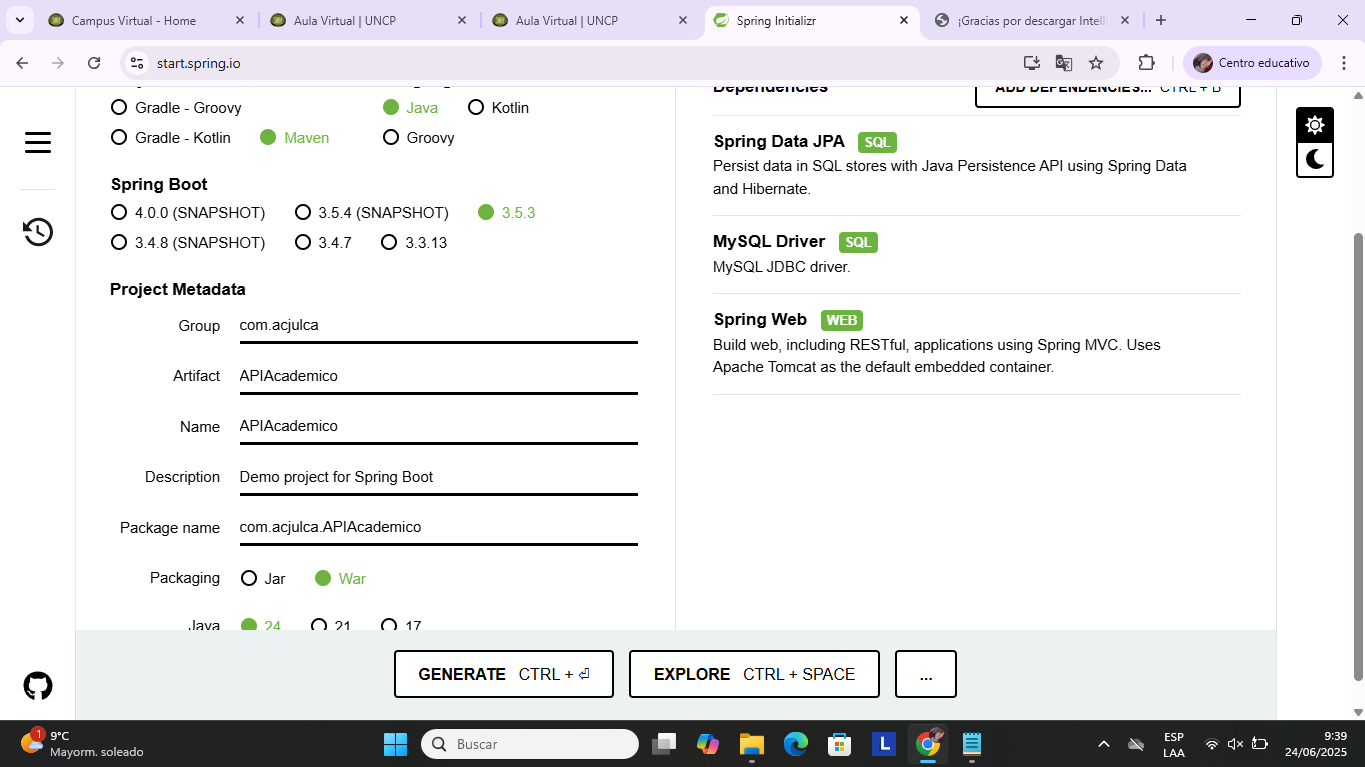 Campus Virtual - Home
Aula Virtual | UNCP
Aula Virtual | UNCP
Spring Initializr
¡Gracias por descargar Intelli
start.spring.io
Centro educativo
Gradle - Groovy
Java
Kotlin
Gradle - Kotlin
Maven
Groovy
Spring Boot
4.0.0 (SNAPSHOT)
3.5.4 (SNAPSHOT)
3.5.3
3.4.8 (SNAPSHOT)
3.4.7
3.3.13
Project Metadata
Group com.acjulca
Artifact APIAcademico
Name APIAcademico
Description Demo project for Spring Boot
Package name com.acjulca.APIAcademico
Packaging Jar War
Java 24 21 17
Dependencies
ADD DEPENDENCIES... CTRL + B
Spring Data JPA SQL
Persist data in SQL stores with Java Persistence API using Spring Data
and Hibernate.
MySQL Driver SQL
MySQL JDBC driver.
Spring Web WEB
Build web, including RESTful, applications using Spring MVC. Uses
Apache Tomcat as the default embedded container.
GENERATE CTRL + ⏎
EXPLORE CTRL + SPACE
...
1
9°C
Mayorm. soleado
Buscar
L
ESP
LAA
9:39
24/06/2025